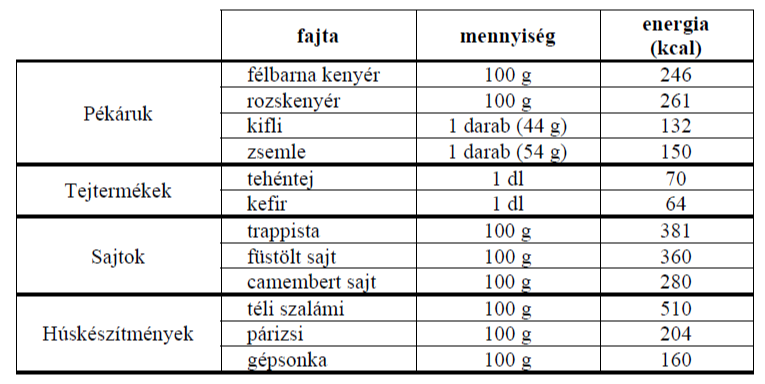 fajta mennyiség energia (kcal)
Pékáruk félbarna kenyér 100 g 246
rozskenyér 100 g 261
kifli 1 darab (44 g) 132
zsemle 1 darab (54 g) 150
Tejtermékek tehéntej 1 dl 70
kefir 1 dl 64
Sajtok trappista 100 g 381
füstölt sajt 100 g 360
camembert sajt 100 g 280
Húskészítmények téli szalámi 100 g 510
párizsi 100 g 204
gépsonka 100 g 160